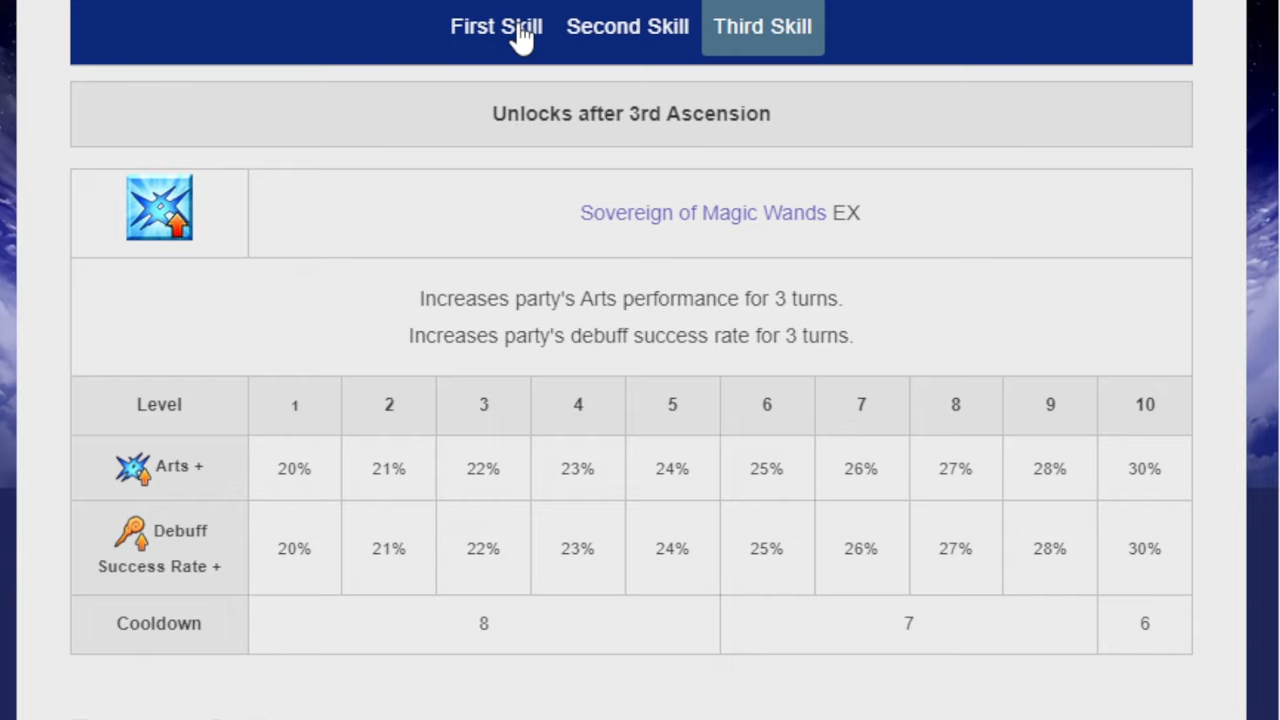 First Skill Second Skill Third Skill
Unlocks after 3rd Ascension
Sovereign of Magic Wands EX
Increases party's Arts performance for 3 turns.
Increases party's debuff success rate for 3 turns.
Level 1 2 3 4 5 6 7 8 9 10
Arts + 20% 21% 22% 23% 24% 25% 26% 27% 28% 30%
Debuff
Success Rate + 20% 21% 22% 23% 24% 25% 26% 27% 28% 30%
Cooldown 8 7 6